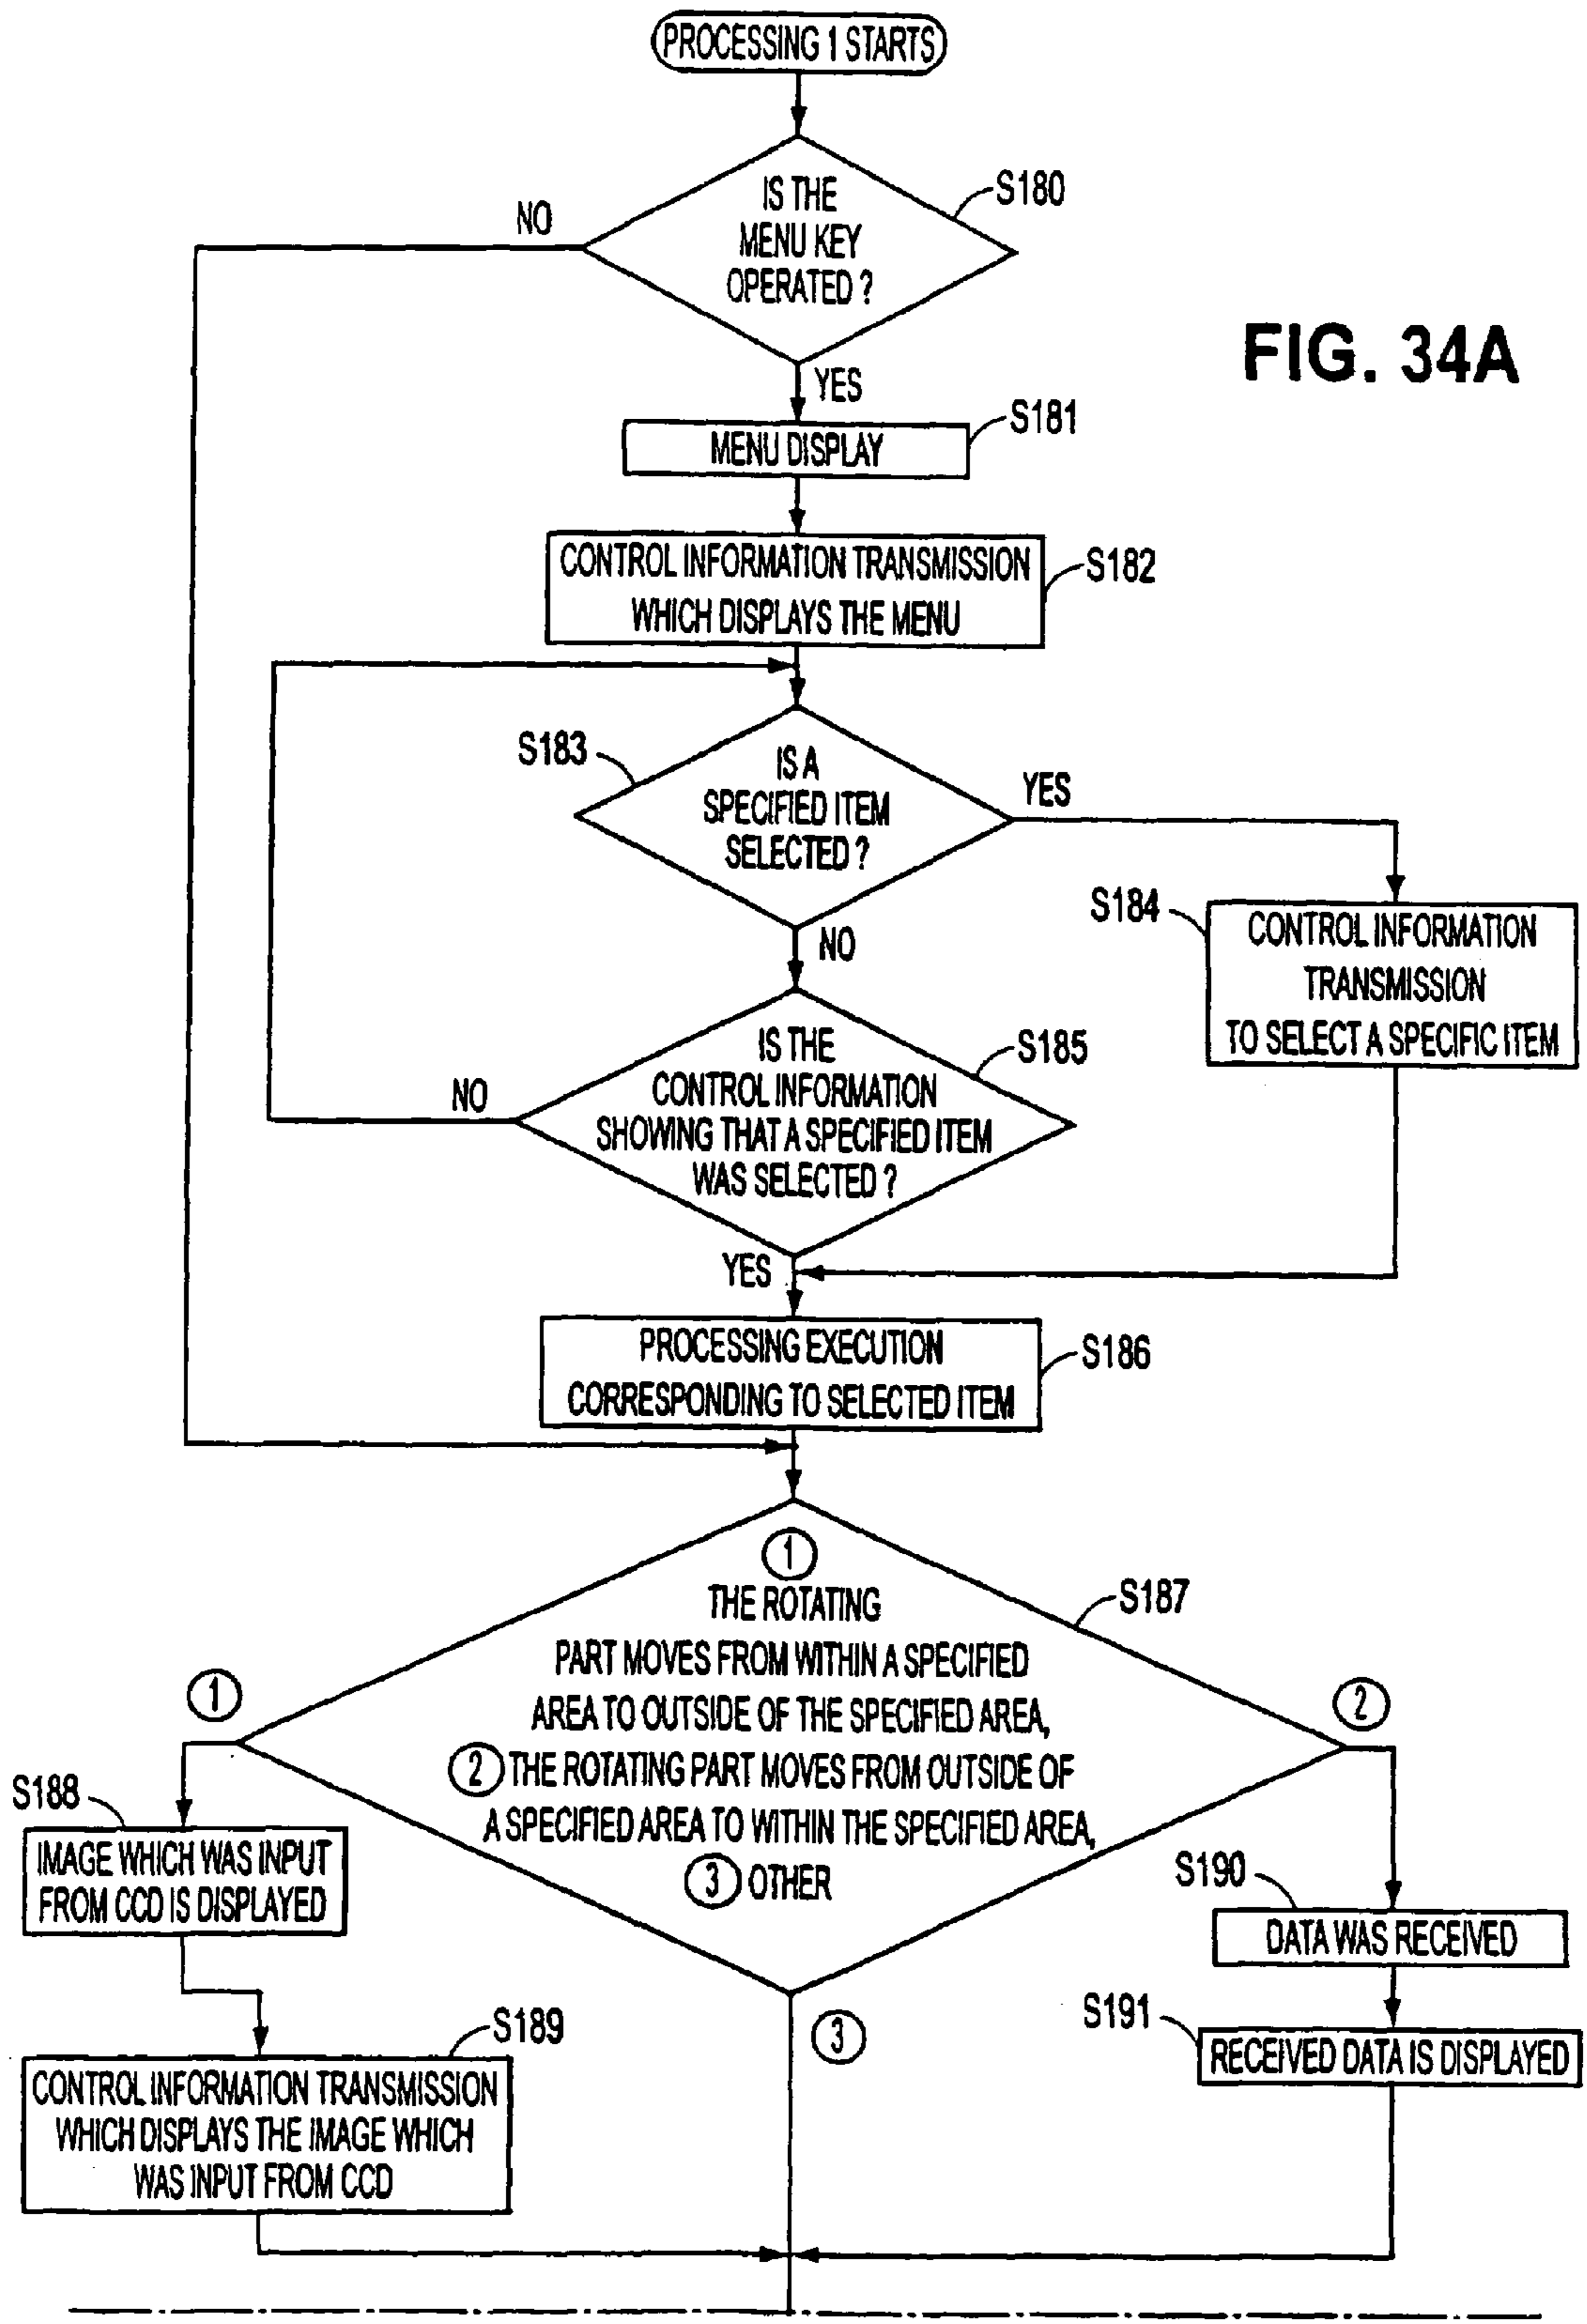 PROCESSING 1 STARTS
IS THE
MENU KEY
OPERATED ?
S180
NO
FIG. 34A
YES
MENU DISPLAY
S181
CONTROL INFORMATION TRANSMISSION
WHICH DISPLAYS THE MENU
S182
S183
IS A
SPECIFIED ITEM
SELECTED ?
YES
NO
S184
CONTROL INFORMATION
TRANSMISSION
TO SELECT A SPECIFIC ITEM
IS THE
CONTROL INFORMATION
SHOWING THAT A SPECIFIED ITEM
WAS SELECTED ?
S185
NO
YES
PROCESSING EXECUTION
CORRESPONDING TO SELECTED ITEM
S186
①
THE ROTATING
PART MOVES FROM WITHIN A SPECIFIED
AREA TO OUTSIDE OF THE SPECIFIED AREA,
② THE ROTATING PART MOVES FROM OUTSIDE OF
A SPECIFIED AREA TO WITHIN THE SPECIFIED AREA,
③ OTHER
S187
①
②
③
S188
IMAGE WHICH WAS INPUT
FROM CCD IS DISPLAYED
S189
CONTROL INFORMATION TRANSMISSION
WHICH DISPLAYS THE IMAGE WHICH
WAS INPUT FROM CCD
S190
DATA WAS RECEIVED
S191
RECEIVED DATA IS DISPLAYED